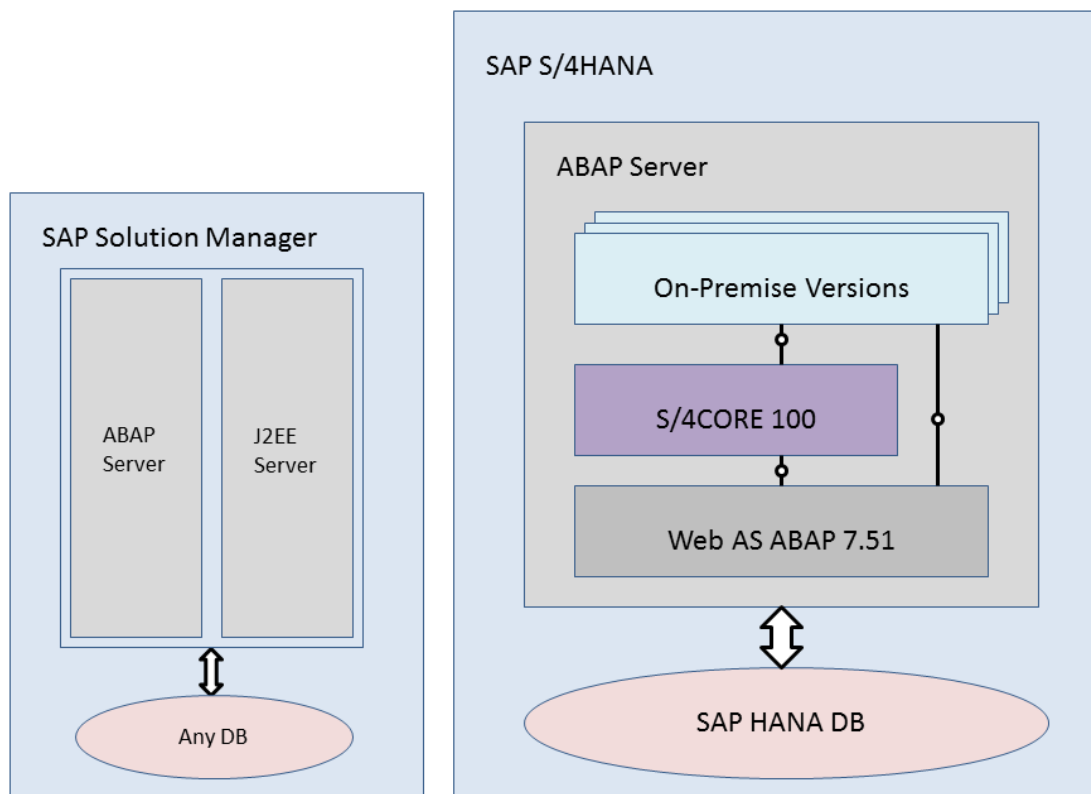 SAP Solution Manager
ABAP
Server
J2EE
Server
Any DB
SAP S/4HANA
ABAP Server
On-Premise Versions
S/4CORE 100
Web AS ABAP 7.51
SAP HANA DB